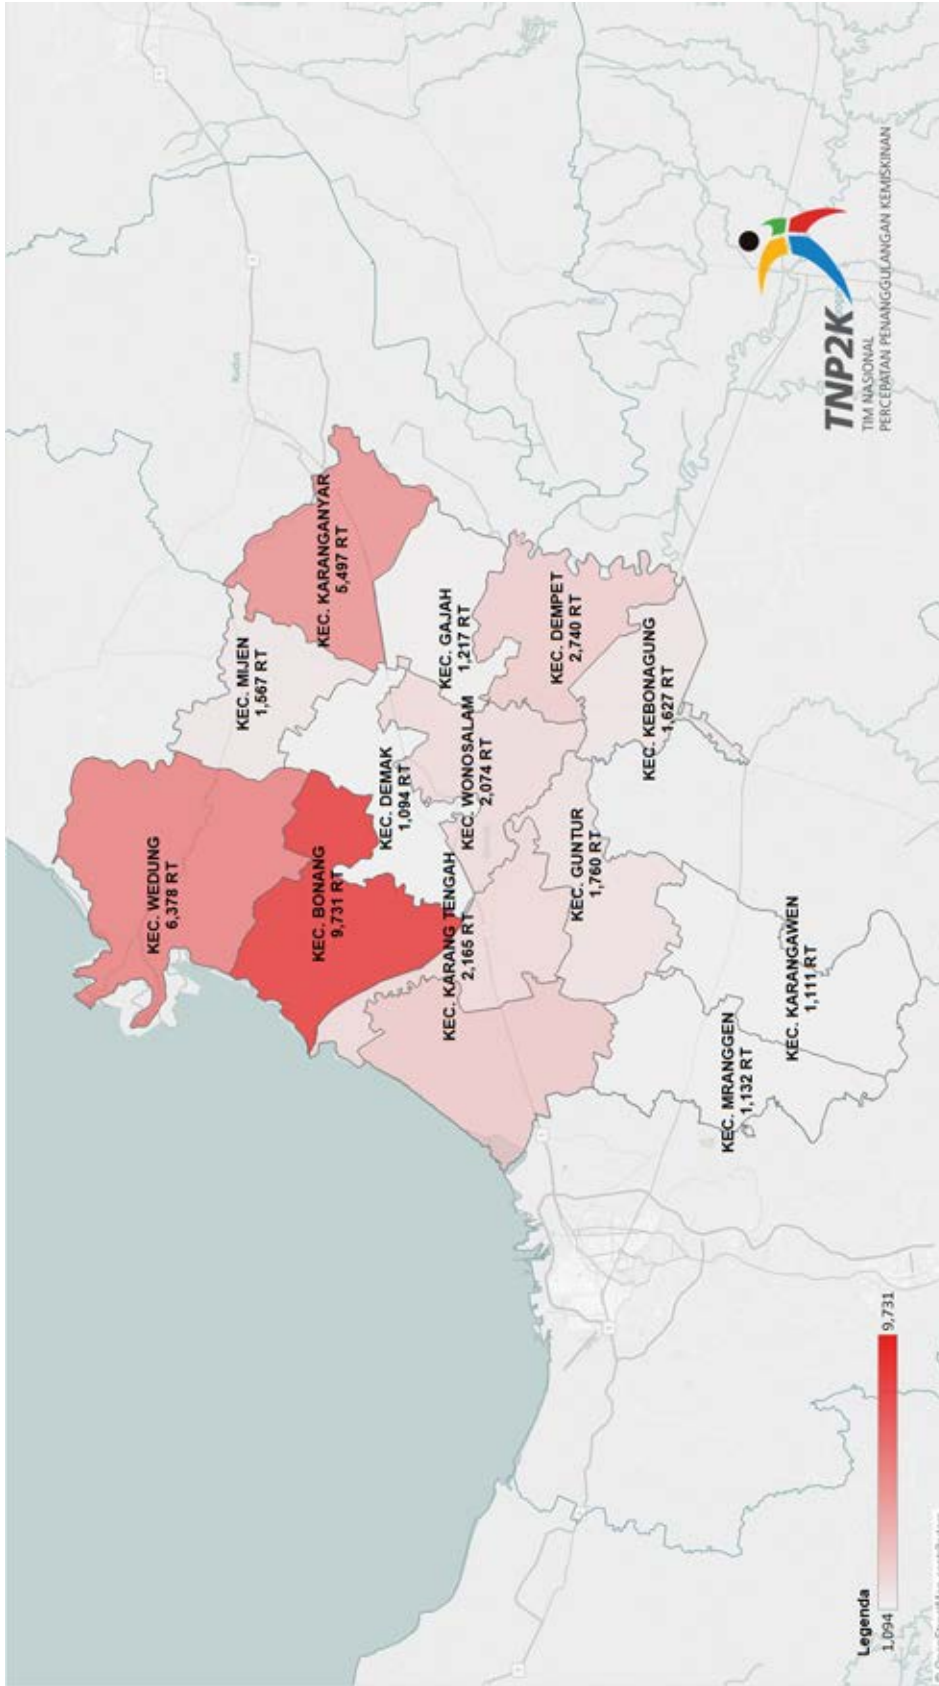 KEC. WEDUNG
6,378 RT
KEC. MIJEN
1,567 RT
KEC. BONANG
9,731 RT
KEC. KARANGANYAR
5,497 RT
KEC. DEMAK
1,094 RT
KEC. GAJAH
1,217 RT
KEC. KARANG TENGAH
2,165 RT
KEC. WONOSALAM
2,074 RT
KEC. DEMPET
2,740 RT
KEC. GUNTUR
1,760 RT
KEC. KEBONAGUNG
1,627 RT
KEC. MRANGGEN
1,132 RT
KEC. KARANGAWEN
1,111 RT
Kudus
TNP2K
TIM NASIONAL
PERCEPATAN PENANGGULANGAN KEMISKINAN
Legenda
1,094 9,731